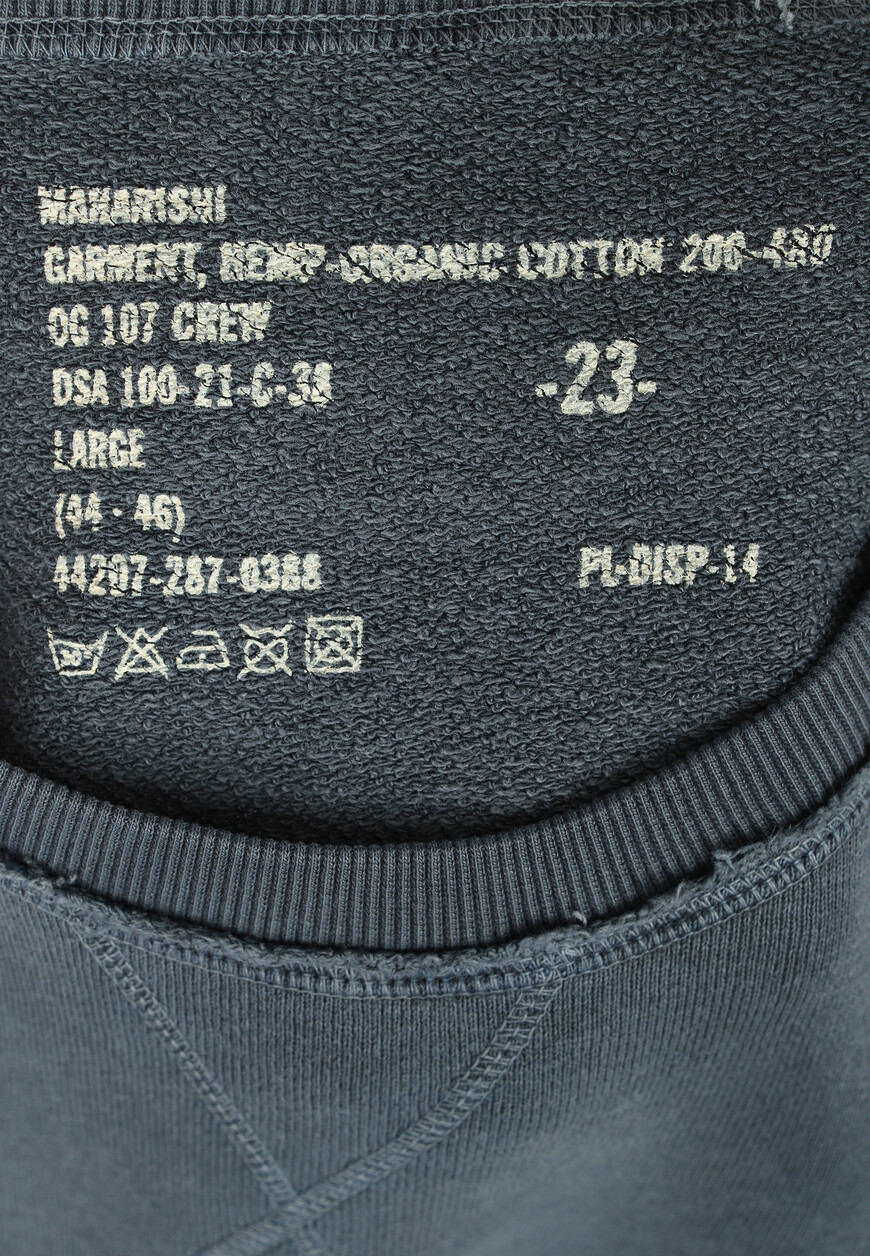 MAHARISHI
GARMENT, HEMP-ORGANIC COTTON 200-480
OG 107 CREW
DSA 100-21-C-38
-23-
LARGE
(44 · 46)
44207-287-0388
PL-DISP-14